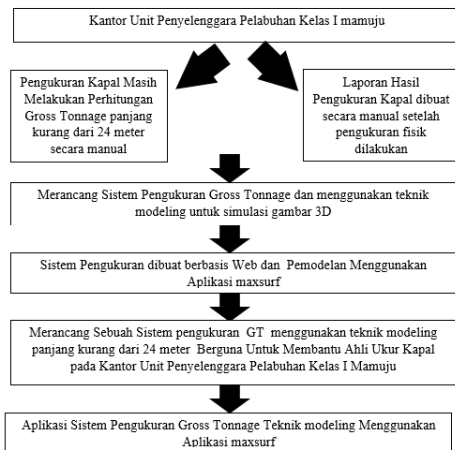 Kantor Unit Penyelenggara Pelabuhan Kelas I mamuju
Pengukuran Kapal Masih
Melakukan Perhitungan
Gross Tonnage panjang
kurang dari 24 meter
secara manual
Laporan Hasil
Pengukuran Kapal dibuat
secara manual setelah
pengukuran fisik
dilakukan
Merancang Sistem Pengukuran Gross Tonnage dan menggunakan teknik
modeling untuk simulasi gambar 3D
Sistem Pengukuran dibuat berbasis Web dan Pemodelan Menggunakan
Aplikasi maxsurf
Merancang Sebuah Sistem pengukuran GT menggunakan teknik modeling
panjang kurang dari 24 meter Berguna Untuk Membantu Ahli Ukur Kapal
pada Kantor Unit Penyelenggara Pelabuhan Kelas I Mamuju
Aplikasi Sistem Pengukuran Gross Tonnage Teknik modeling Menggunakan
Aplikasi maxsurf